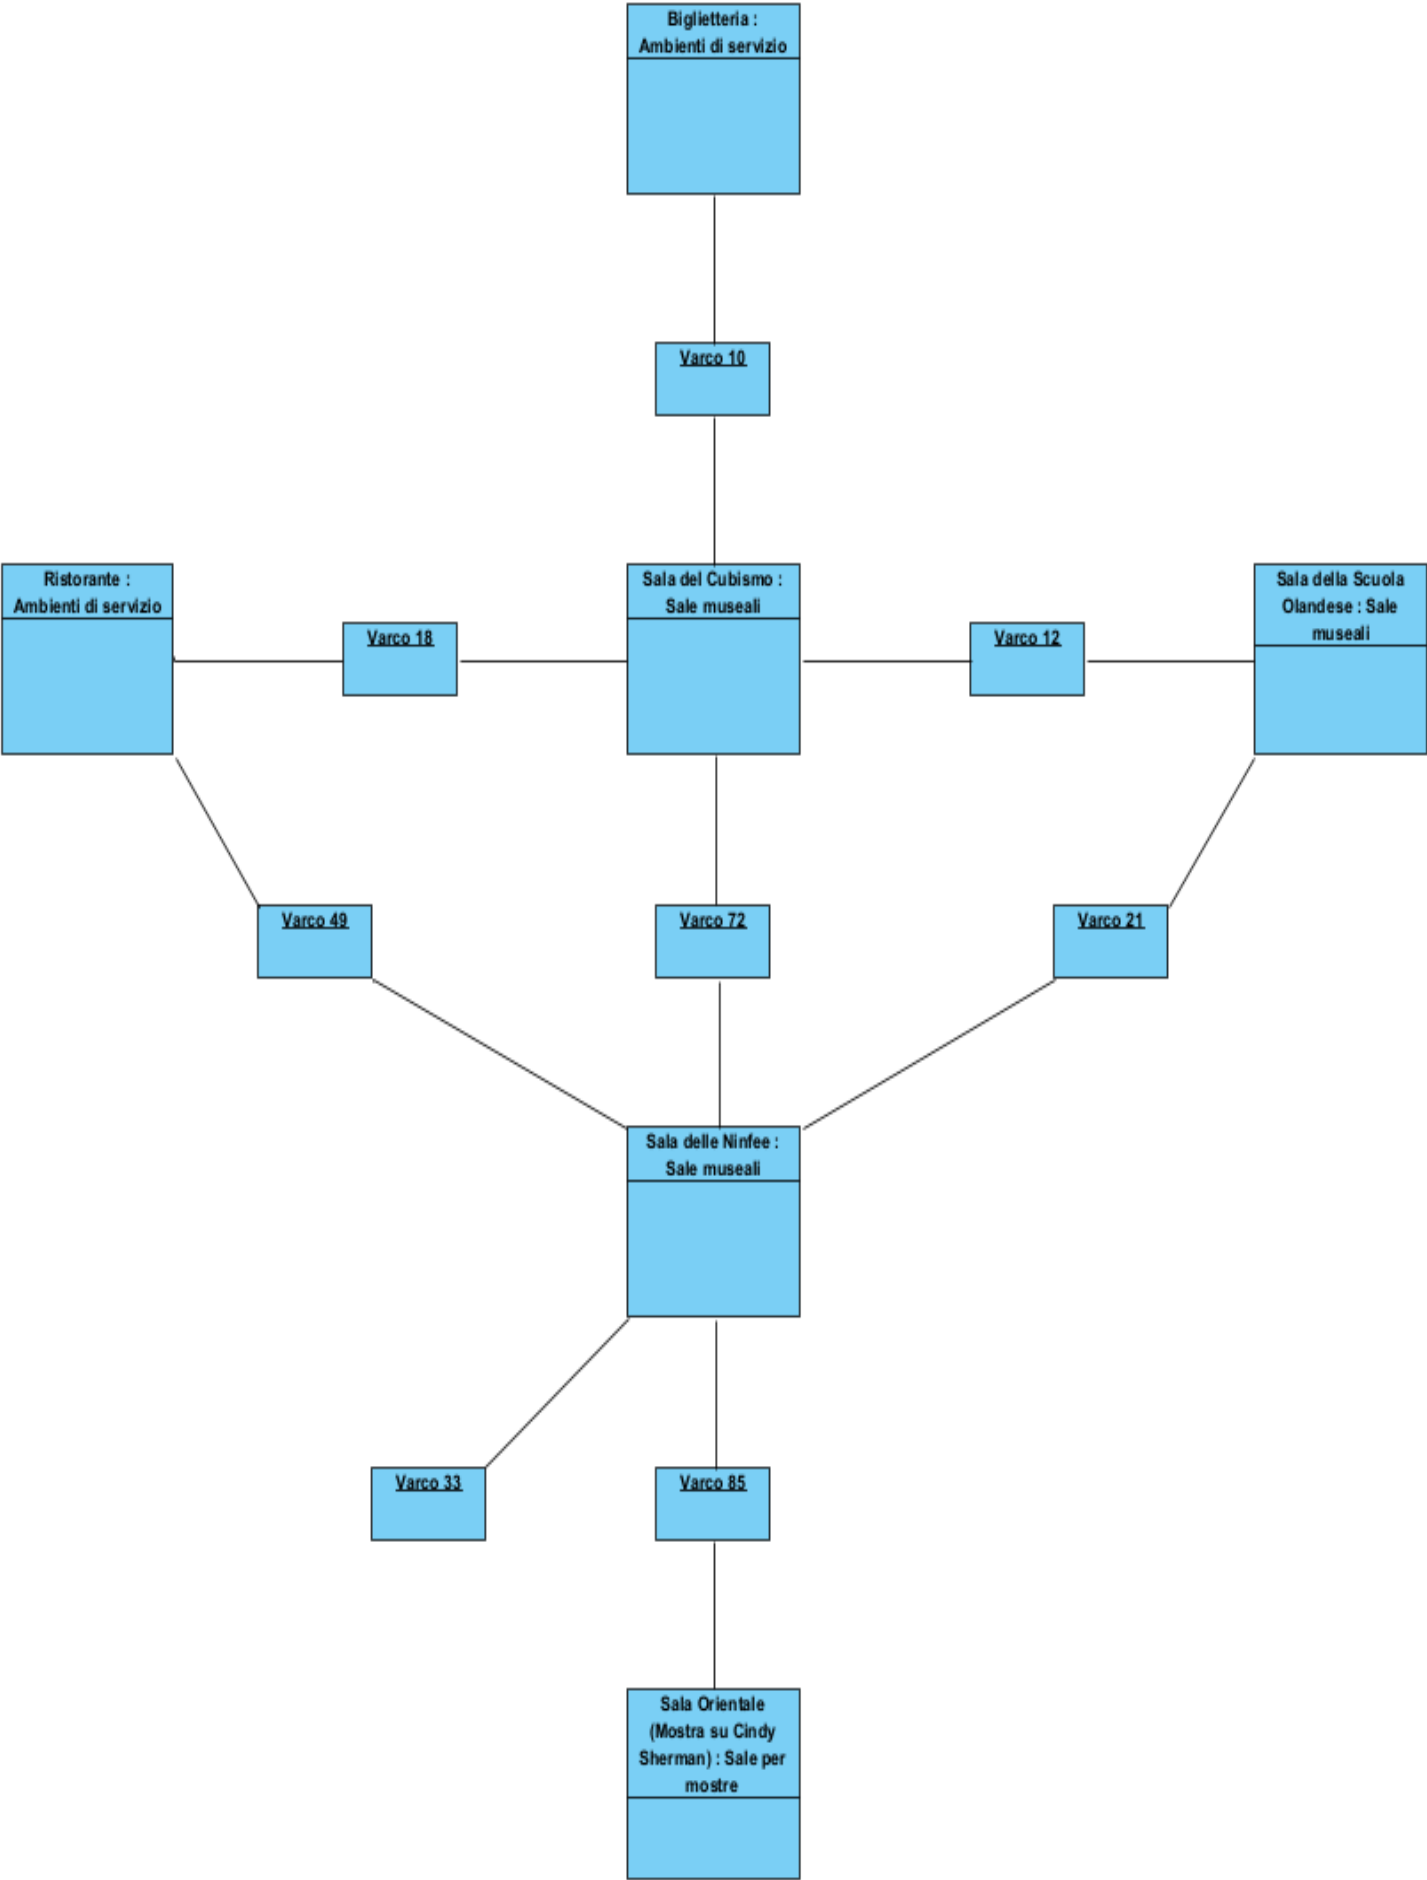 Biglietteria :
Ambienti di servizio
Varco 10
Ristorante :
Ambienti di servizio
Varco 18
Sala del Cubismo :
Sale museali
Varco 12
Sala della Scuola
Olandese : Sale
museali
Varco 49
Varco 72
Varco 21
Sala delle Ninfee :
Sale museali
Varco 33
Varco 85
Sala Orientale
(Mostra su Cindy
Sherman) : Sale per
mostre